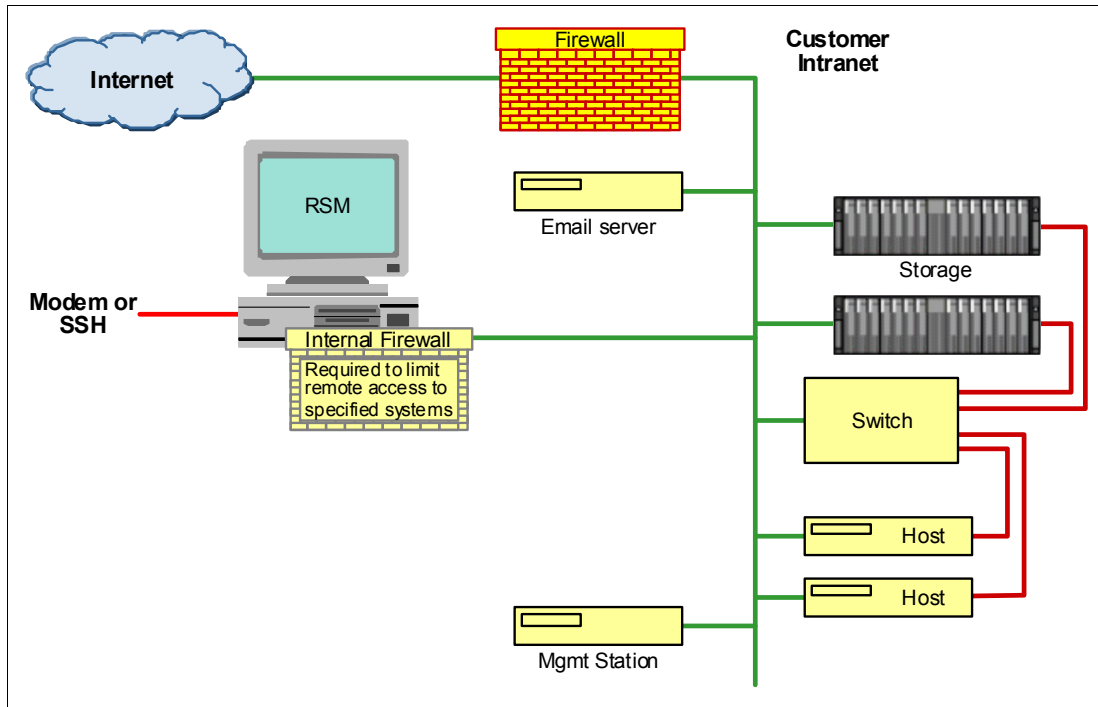 Firewall
Customer
Intranet
Internet
RSM
Email server
Storage
Modem or
SSH
Internal Firewall
Required to limit
remote access to
specified systems
Switch
Host
Host
Mgmt Station